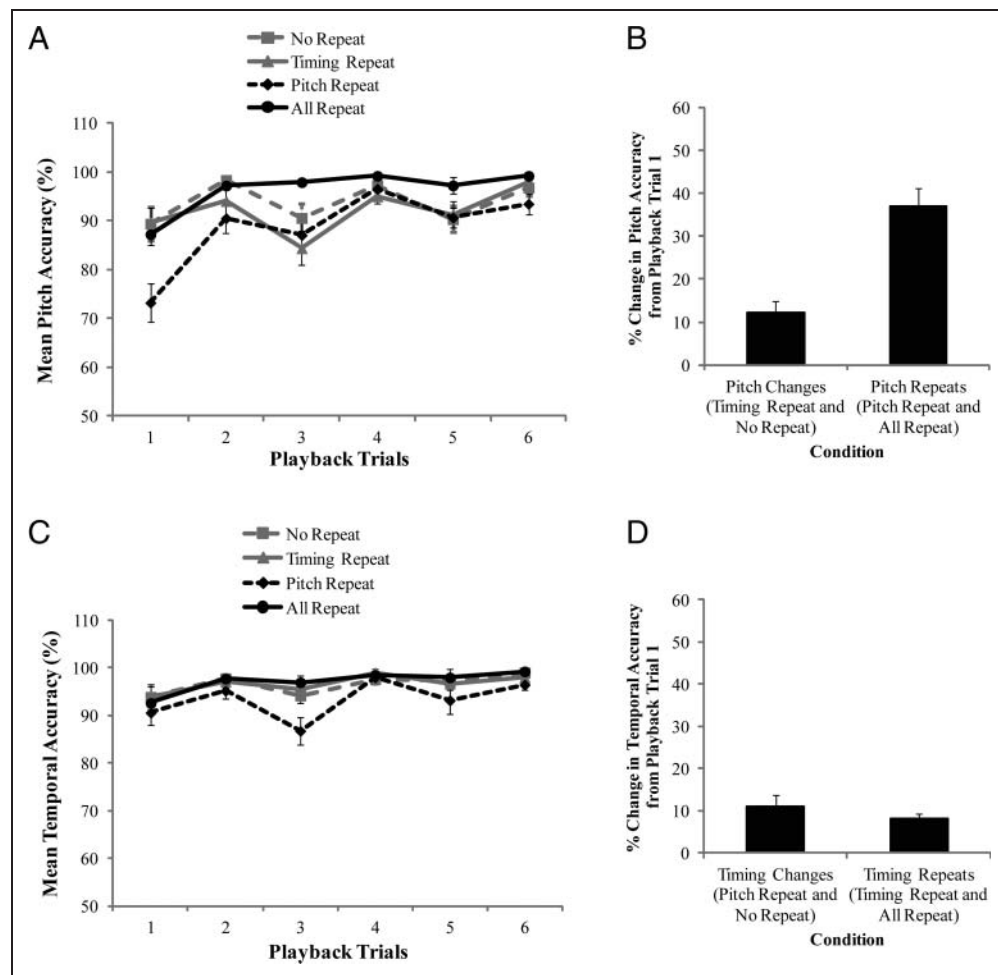 A
No Repeat
Timing Repeat
Pitch Repeat
All Repeat
Mean Pitch Accuracy (%)
110
100
90
80
70
60
50
1 2 3 4 5 6
Playback Trials
B
% Change in Pitch Accuracy
from Playback Trial 1
60
50
40
30
20
10
0
Pitch Changes
(Timing Repeat and
No Repeat)
Pitch Repeats
(Pitch Repeat and
All Repeat)
Condition
C
No Repeat
Timing Repeat
Pitch Repeat
All Repeat
Mean Temporal Accuracy (%)
110
100
90
80
70
60
50
1 2 3 4 5 6
Playback Trials
D
% Change in Temporal Accuracy
from Playback Trial 1
60
50
40
30
20
10
0
Timing Changes
(Pitch Repeat and
No Repeat)
Timing Repeats
(Timing Repeat and
All Repeat)
Condition